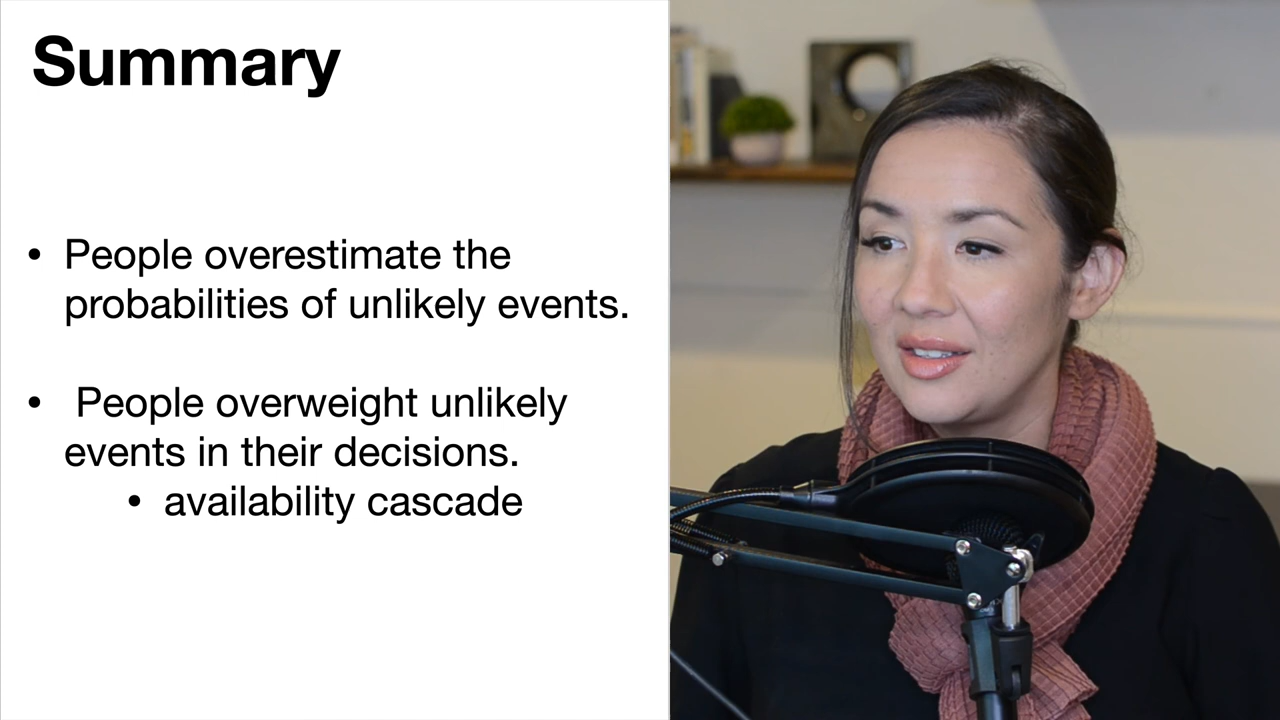 Summary
• People overestimate the
probabilities of unlikely events.
• People overweight unlikely
events in their decisions.
• availability cascade